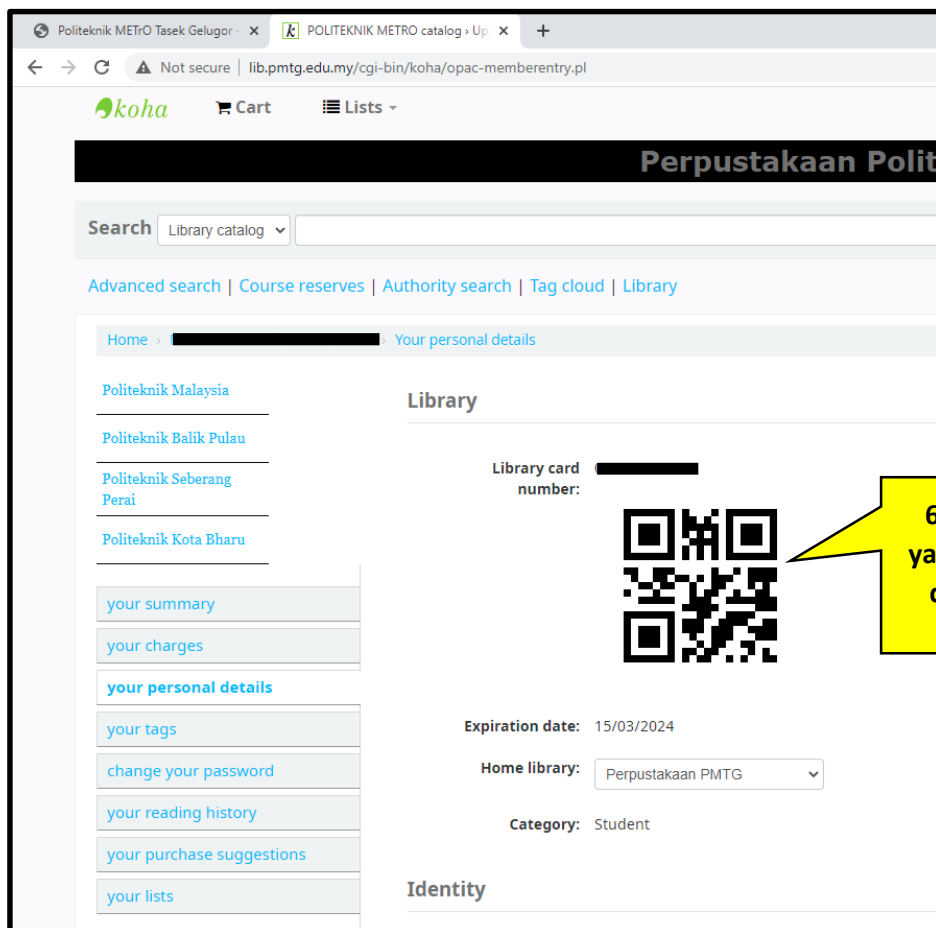 Politeknik METrO Tasek Gelugor -
POLITEKNIK METRO catalog › Up
Not secure | lib.pmtg.edu.my/cgi-bin/koha/opac-memberentry.pl
koha Cart Lists
Perpustakaan Polit
Search Library catalog
Advanced search | Course reserves | Authority search | Tag cloud | Library
Home › › Your personal details
Politeknik Malaysia
Politeknik Balik Pulau
Politeknik Seberang
Perai
Politeknik Kota Bharu
your summary
your charges
your personal details
your tags
change your password
your reading history
your purchase suggestions
your lists
Library
Library card
number:
6
ya
Expiration date: 15/03/2024
Home library: Perpustakaan PMTG
Category: Student
Identity